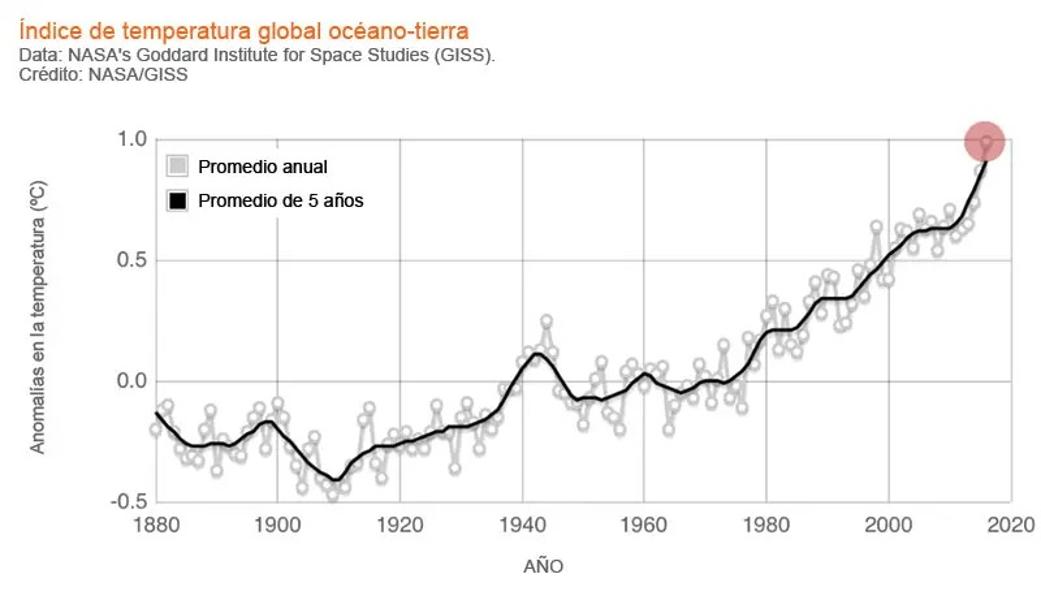 Índice de temperatura global océano-tierra
Data: NASA's Goddard Institute for Space Studies (GISS).
Crédito: NASA/GISS
1.0
Promedio anual
Promedio de 5 años
Anomalías en la temperatura (ºC)
0.5
0.0
-0.5
1880 1900 1920 1940 1960 1980 2000 2020
AÑO